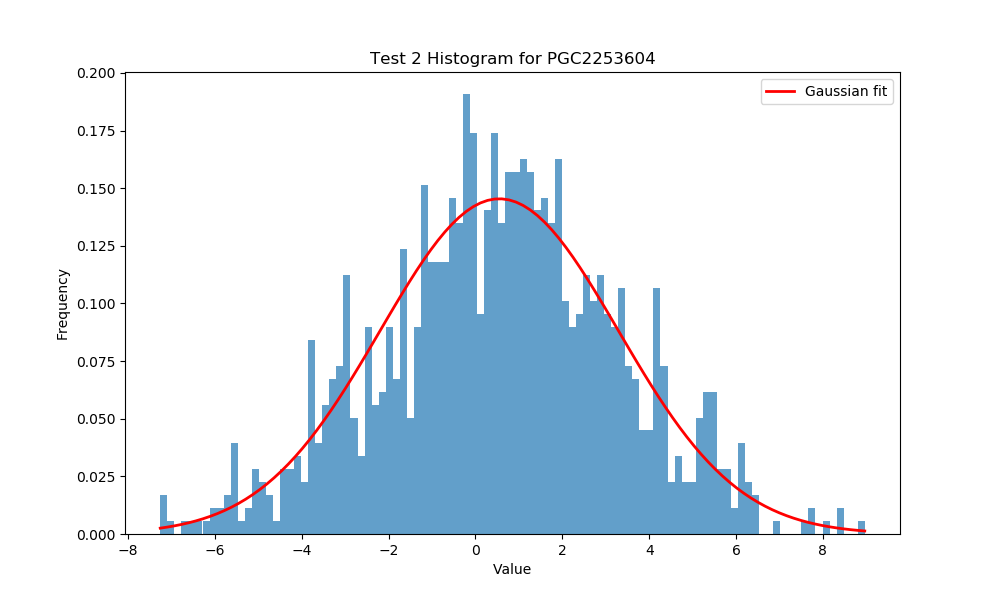 Test 2 Histogram for PGC2253604
Gaussian fit
0.200
0.175
0.150
0.125
0.100
0.075
0.050
0.025
0.000
Frequency
−8 −6 −4 −2 0 2 4 6 8
Value